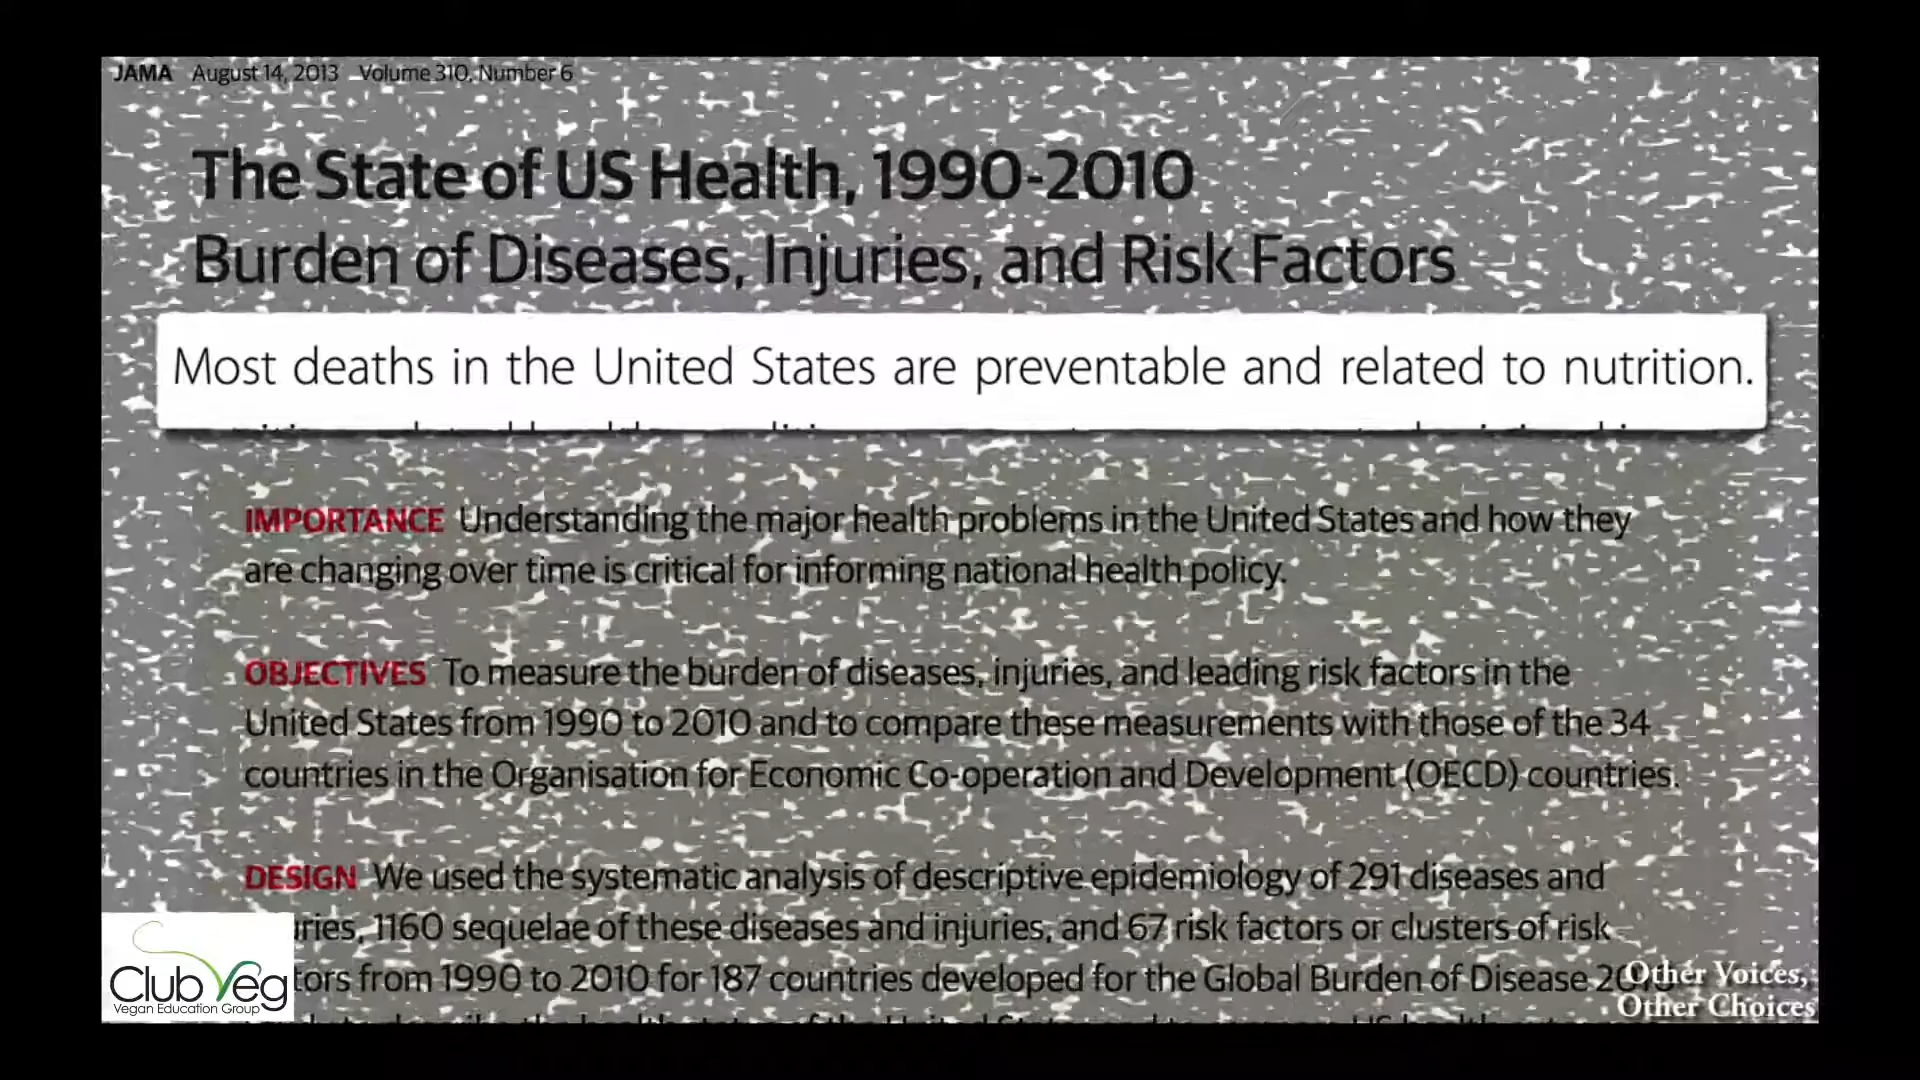 JAMA August 14, 2013 Volume 310, Number 6
The State of US Health, 1990-2010
Burden of Diseases, Injuries, and Risk Factors
Most deaths in the United States are preventable and related to nutrition.
IMPORTANCE Understanding the major health problems in the United States and how they
are changing over time is critical for informing national health policy.
OBJECTIVES To measure the burden of diseases, injuries, and leading risk factors in the
United States from 1990 to 2010 and to compare these measurements with those of the 34
countries in the Organisation for Economic Co-operation and Development (OECD) countries.
DESIGN We used the systematic analysis of descriptive epidemiology of 291 diseases and
uries, 1160 sequelae of these diseases and injuries, and 67 risk factors or clusters of risk
tors from 1990 to 2010 for 187 countries developed for the Global Burden of Disease 2010
Club Veg
Vegan Education Group
Other Voices,
Other Choices